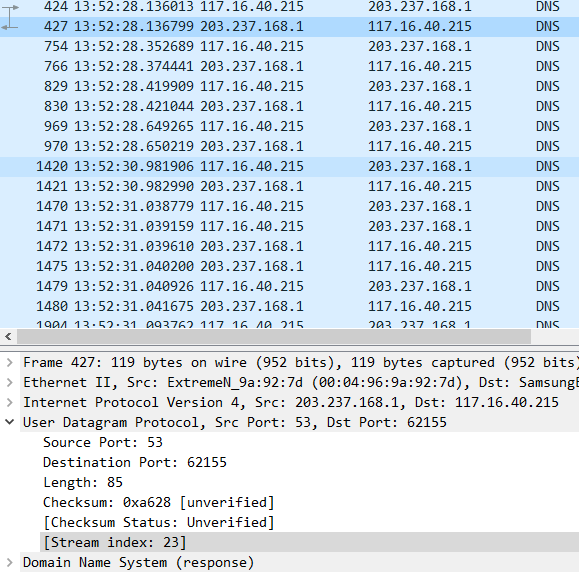 424 13:52:28.136013 117.16.40.215 203.237.168.1 DNS
427 13:52:28.136799 203.237.168.1 117.16.40.215 DNS
754 13:52:28.352689 117.16.40.215 203.237.168.1 DNS
766 13:52:28.374441 203.237.168.1 117.16.40.215 DNS
829 13:52:28.419909 117.16.40.215 203.237.168.1 DNS
830 13:52:28.421044 203.237.168.1 117.16.40.215 DNS
969 13:52:28.649265 117.16.40.215 203.237.168.1 DNS
970 13:52:28.650219 203.237.168.1 117.16.40.215 DNS
1420 13:52:30.981906 117.16.40.215 203.237.168.1 DNS
1421 13:52:30.982990 203.237.168.1 117.16.40.215 DNS
1470 13:52:31.038779 117.16.40.215 203.237.168.1 DNS
1471 13:52:31.039159 117.16.40.215 203.237.168.1 DNS
1472 13:52:31.039610 117.16.40.215 203.237.168.1 DNS
1475 13:52:31.040200 203.237.168.1 117.16.40.215 DNS
1479 13:52:31.040926 203.237.168.1 117.16.40.215 DNS
1480 13:52:31.041675 203.237.168.1 117.16.40.215 DNS
1904 13:52:31.093762 117.16.40.215 203.237.168.1 DNS
Frame 427: 119 bytes on wire (952 bits), 119 bytes captured (952 bits)
Ethernet II, Src: ExtremeN_9a:92:7d (00:04:96:9a:92:7d), Dst: Samsung
Internet Protocol Version 4, Src: 203.237.168.1, Dst: 117.16.40.215
User Datagram Protocol, Src Port: 53, Dst Port: 62155
Source Port: 53
Destination Port: 62155
Length: 85
Checksum: 0xa628 [unverified]
[Checksum Status: Unverified]
[Stream index: 23]
Domain Name System (response)